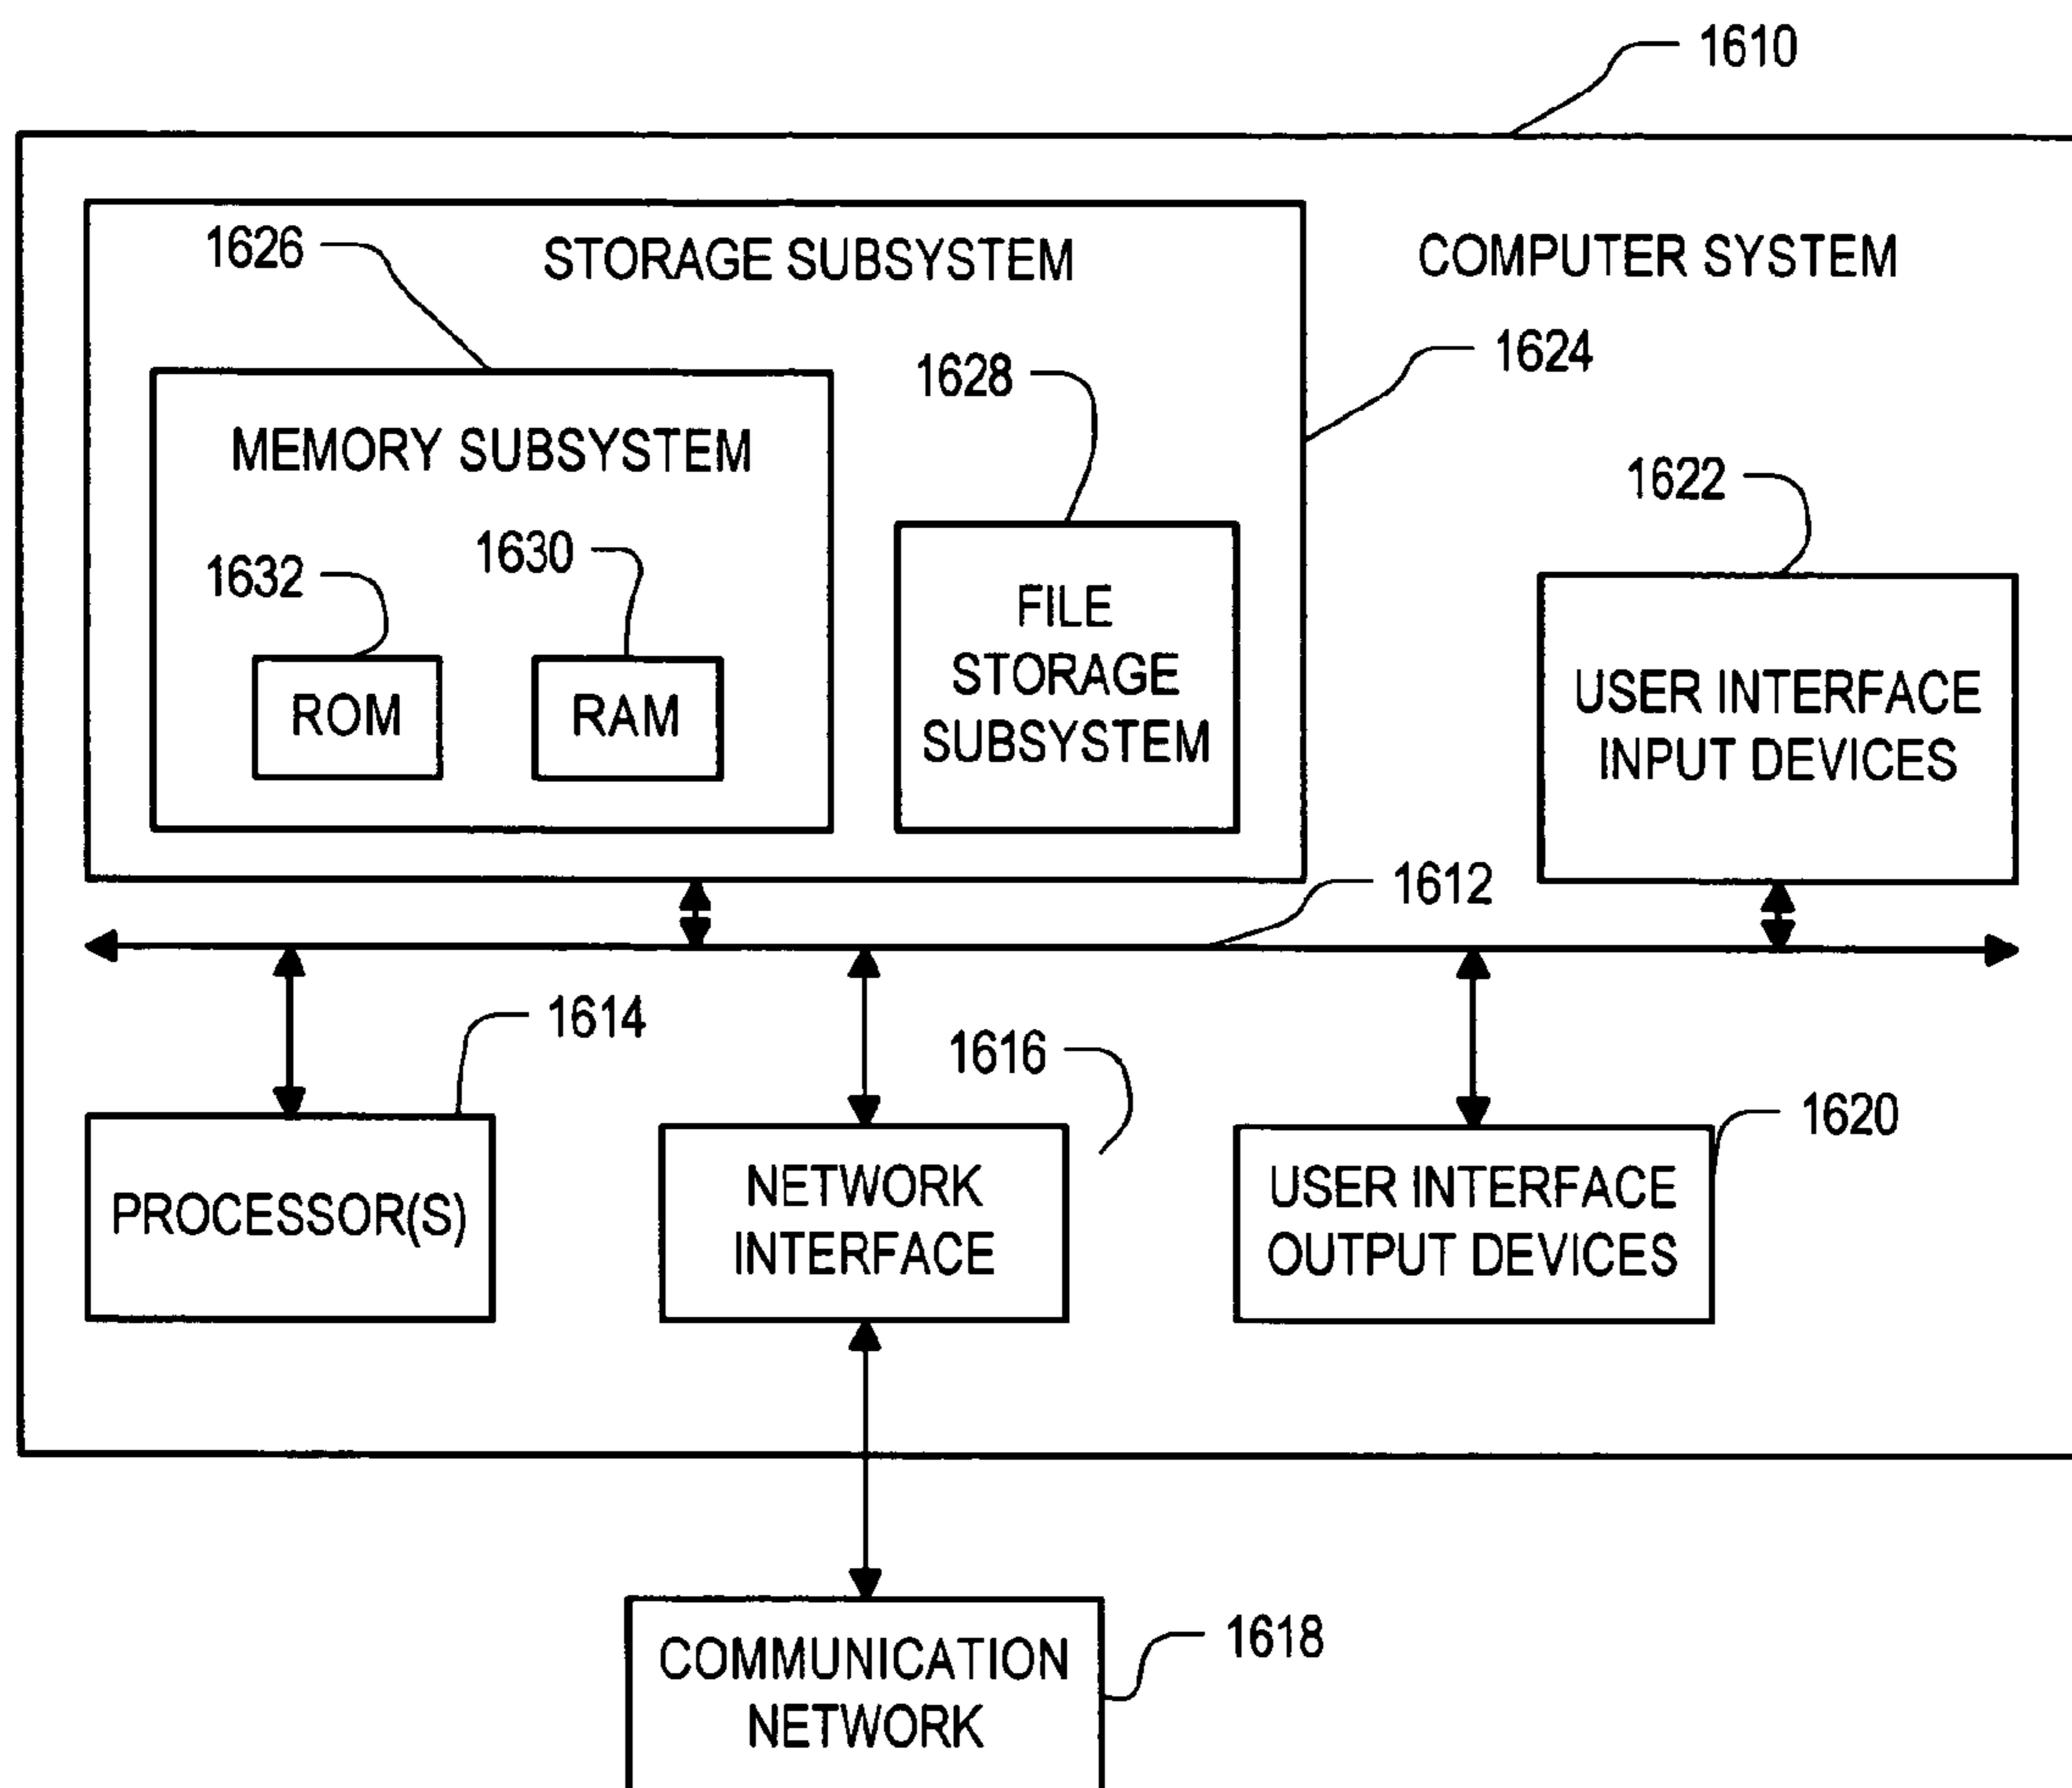 1610
STORAGE SUBSYSTEM
COMPUTER SYSTEM
1626
1624
1628
MEMORY SUBSYSTEM
1622
1632
1630
FILE
STORAGE
SUBSYSTEM
ROM
RAM
USER INTERFACE
INPUT DEVICES
1612
1614
1616
1620
PROCESSOR(S)
NETWORK
INTERFACE
USER INTERFACE
OUTPUT DEVICES
1618
COMMUNICATION
NETWORK